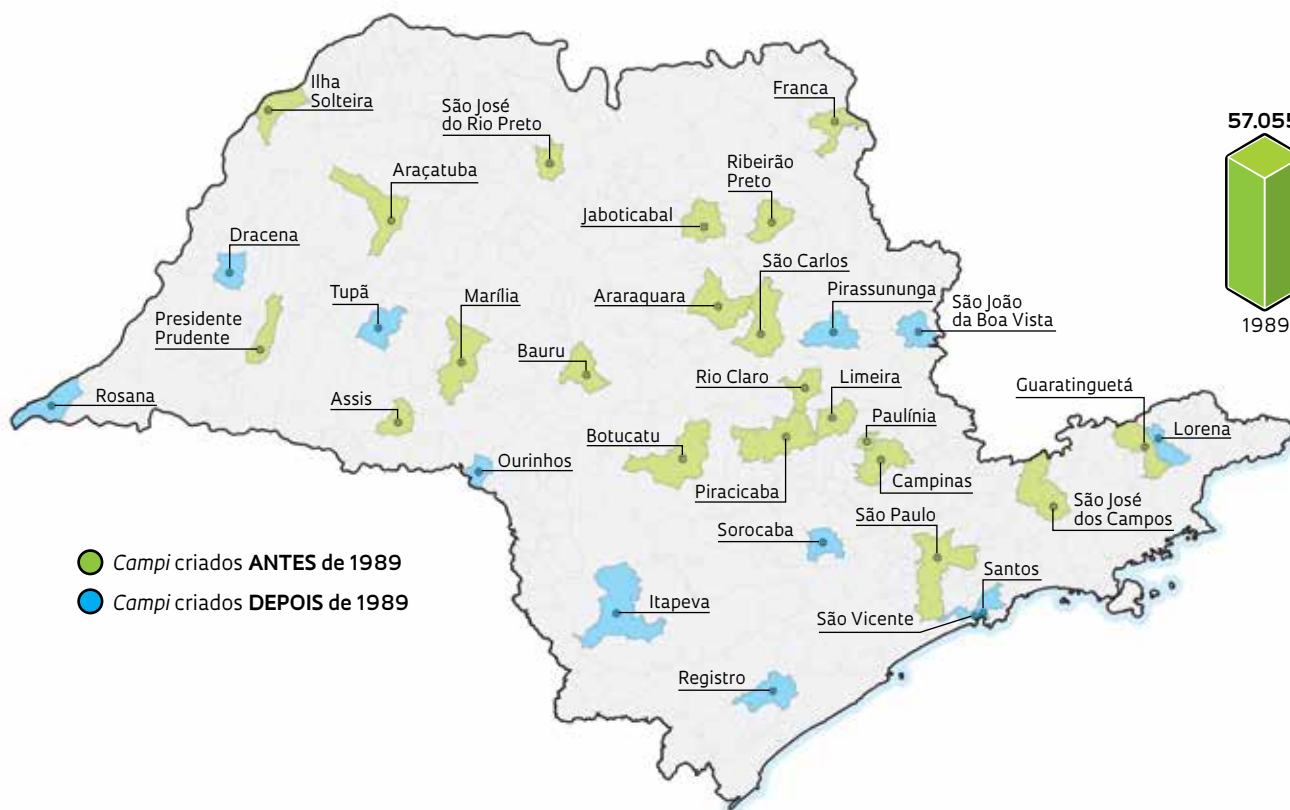 Ilha
Solteira
São José
do Rio Preto
Franca
57.055
Araçatuba
Ribeirão
Preto
Jaboticabal
Dracena
São Carlos
Tupã
Marília
Araraquara
Pirassununga
São João
da Boa Vista
1989
Presidente
Prudente
Bauru
Rio Claro
Limeira
Guaratinguetá
Rosana
Assis
Paulínia
Lorena
Botucatu
Ourinhos
Piracicaba
Campinas
São José
dos Campos
Sorocaba
São Paulo
Campi criados ANTES de 1989
Santos
Campi criados DEPOIS de 1989
Itapeva
São Vicente
Registro